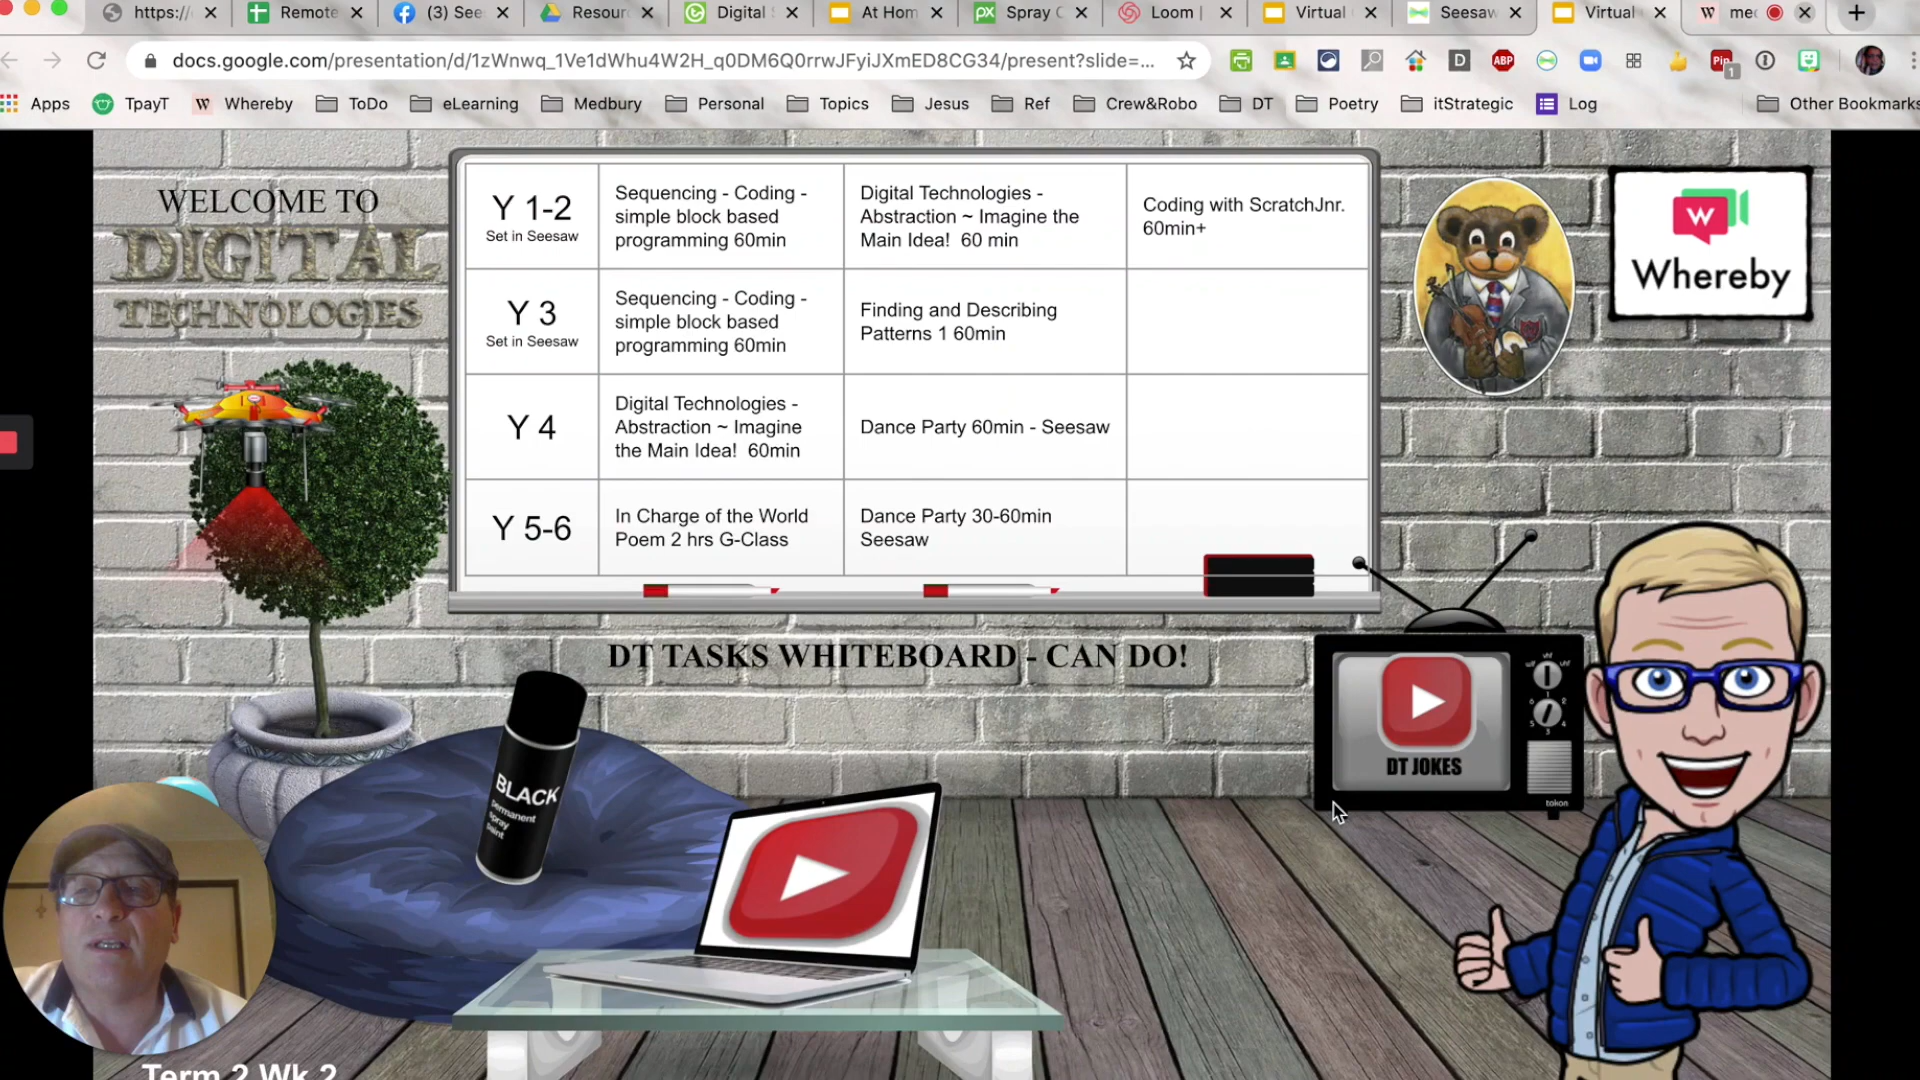 https://
Remote
(3) See
Resour
Digital
At Hom
Spray
Loom |
Virtual
Seesaw
Virtual
me
docs.google.com/presentation/d/1zWnwq_1Ve1dWhu4W2H_q0DM6Q0rrwJFyiJXmED8CG34/present?slide=...
Apps
TpayT
Whereby
ToDo
eLearning
Medbury
Personal
Topics
Jesus
Ref
Crew&Robo
DT
Poetry
itStrategic
Log
Other Bookmarks
WELCOME TO
DIGITAL
TECHNOLOGIES
Y 1-2
Set in Seesaw
Sequencing - Coding -
simple block based
programming 60min
Digital Technologies -
Abstraction ~ Imagine the
Main Idea! 60 min
Coding with ScratchJnr.
60min+
Y 3
Set in Seesaw
Sequencing - Coding -
simple block based
programming 60min
Finding and Describing
Patterns 1 60min
Y 4
Digital Technologies -
Abstraction ~ Imagine
the Main Idea! 60min
Dance Party 60min - Seesaw
Y 5-6
In Charge of the World
Poem 2 hrs G-Class
Dance Party 30-60min
Seesaw
W
Whereby
DT TASKS WHITEBOARD - CAN DO!
DT JOKES
BLACK
permanent
spray
paint
Term 2 Wk 2